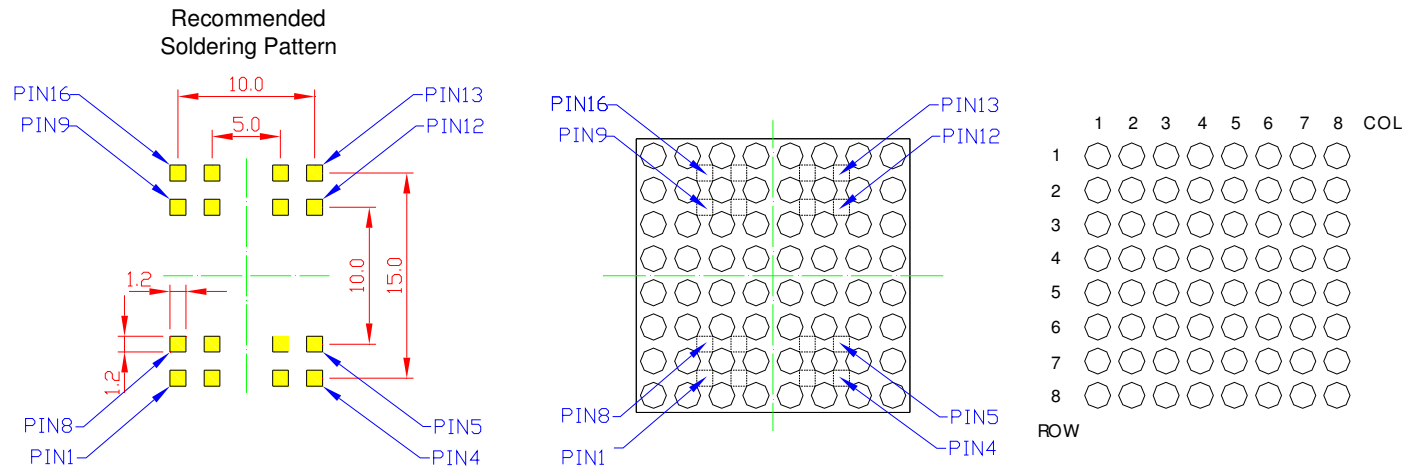 Recommended
Soldering Pattern
10.0
5.0
PIN16
PIN9
PIN13
PIN12
1.2
1.2
10.0
15.0
PIN8
PIN1
PIN5
PIN4
PIN16
PIN9
PIN13
PIN12
PIN8
PIN1
PIN5
PIN4
1 2 3 4 5 6 7 8 COL
1
2
3
4
5
6
7
8
ROW